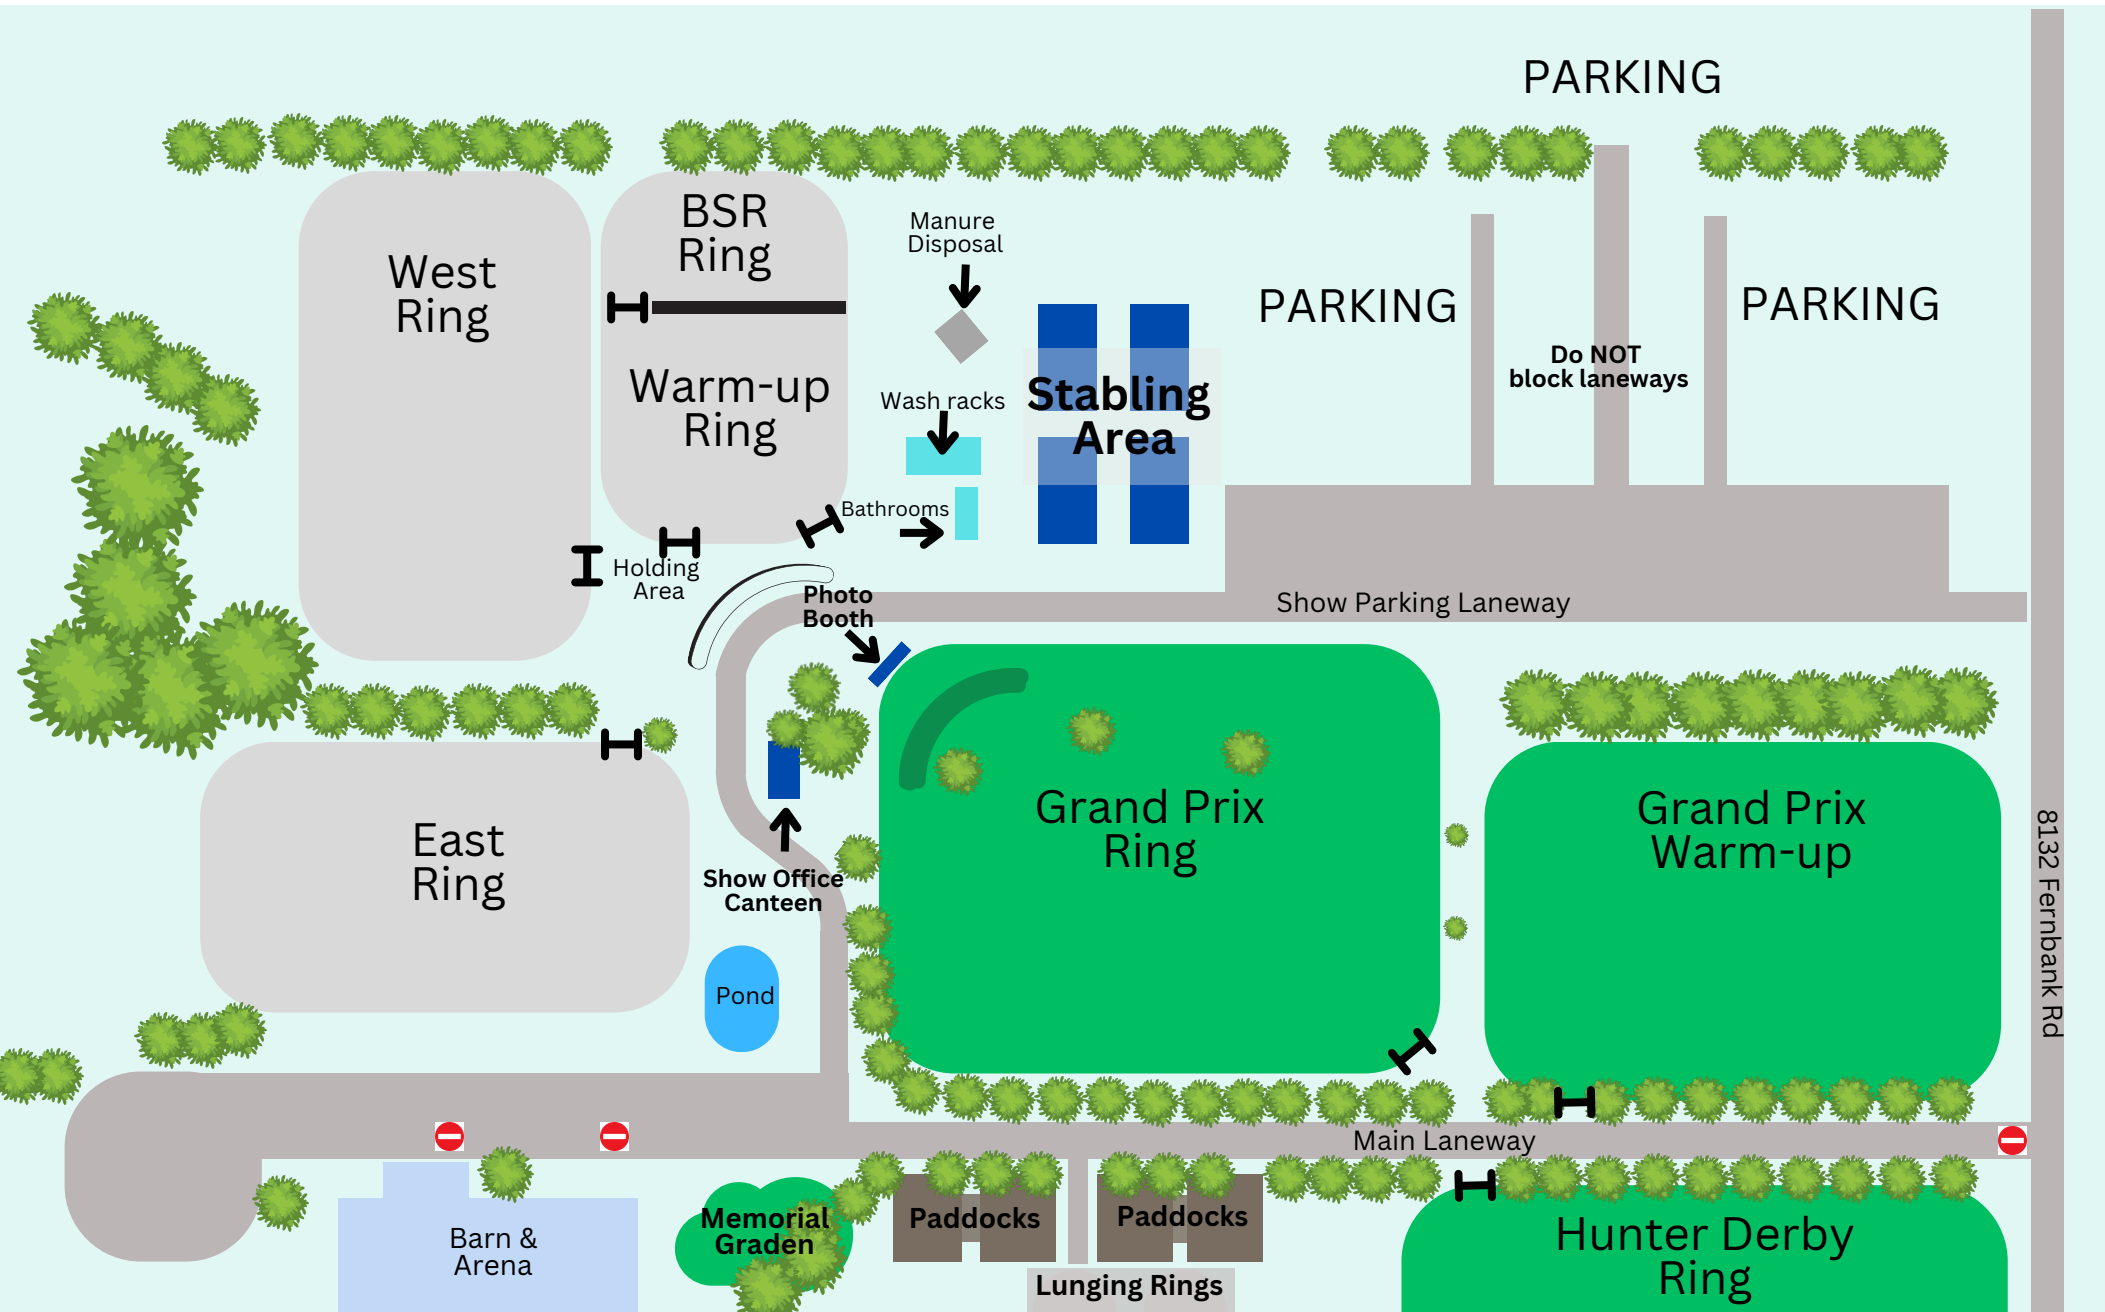 PARKING
BSR
Ring
West
Ring
Manure
Disposal
PARKING
PARKING
Do NOT
block laneways
Warm-up
Ring
Wash racks
Stabling
Area
Bathrooms
Holding
Area
Photo
Booth
Show Parking Laneway
Grand Prix
Ring
Grand Prix
Warm-up
8132 Fernbank Rd
East
Ring
Show Office
Canteen
Pond
Main Laneway
Memorial
Graden
Paddocks
Paddocks
Barn &
Arena
Hunter Derby
Ring
Lunging Rings